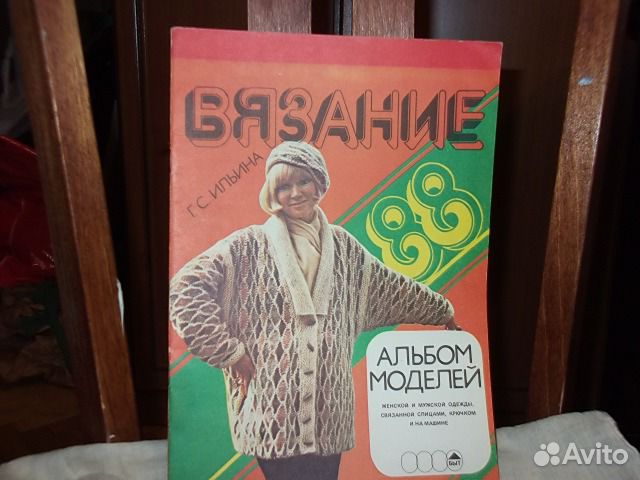 ВЯЗАНИЕ
Г.С. ИЛЬИНА
88
АЛЬБОМ
МОДЕЛЕЙ
ЖЕНСКОЙ И МУЖСКОЙ ОДЕЖДЫ,
СВЯЗАННОЙ СПИЦАМИ, КРЮЧКОМ
И НА МАШИНЕ
БЫТ
Avito